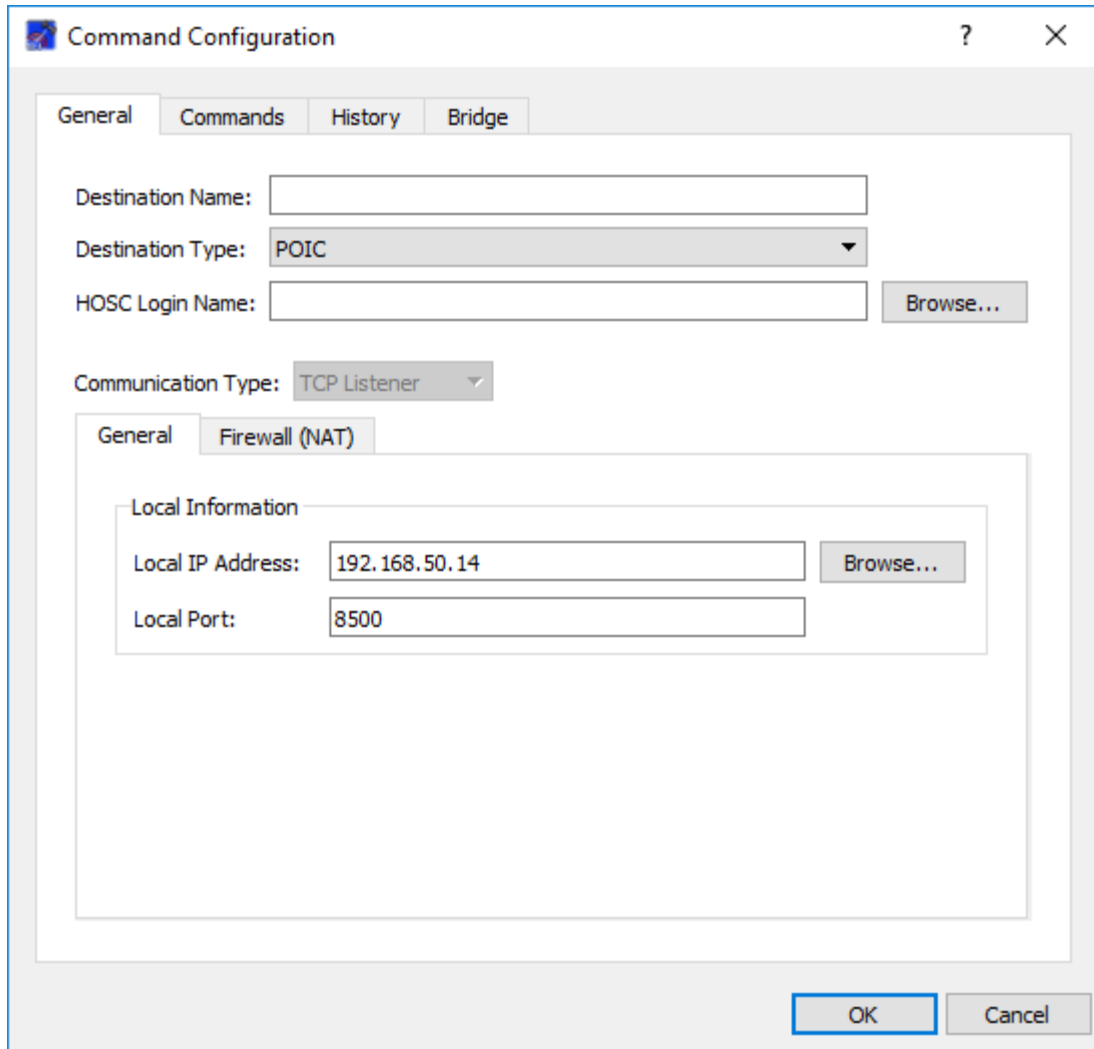 Command Configuration ?
General Commands History Bridge
Destination Name:
Destination Type: POIC
HOSC Login Name: Browse...
Communication Type: TCP Listener
General Firewall (NAT)
Local Information
Local IP Address: 192.168.50.14 Browse...
Local Port: 8500
OK Cancel